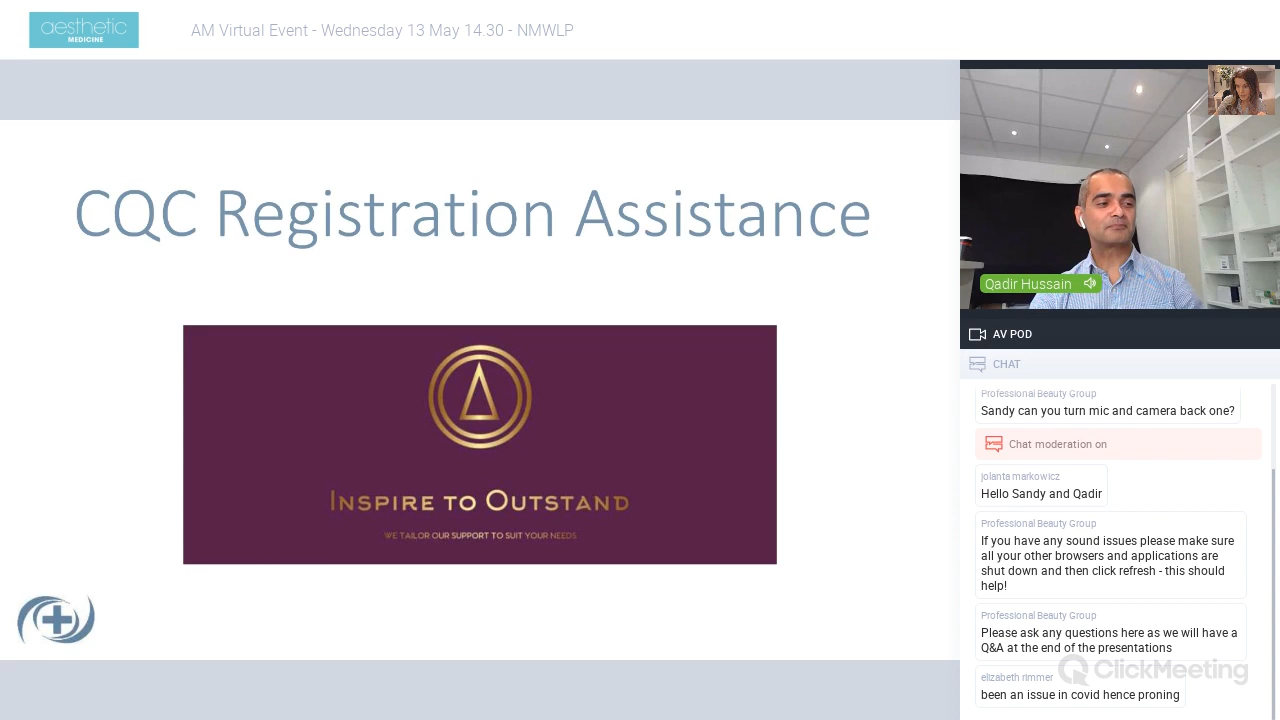 aesthetic
MEDICINE
AM Virtual Event - Wednesday 13 May 14.30 - NMWLP
CQC Registration Assistance
INSPIRE TO OUTSTAND
WE TAILOR OUR SUPPORT TO SUIT YOUR NEEDS
Qadir Hussain
AV POD
CHAT
Professional Beauty Group
Sandy can you turn mic and camera back one?
Chat moderation on
jolanta markowicz
Hello Sandy and Qadir
Professional Beauty Group
If you have any sound issues please make sure
all your other browsers and applications are
shut down and then click refresh - this should
help!
Professional Beauty Group
Please ask any questions here as we will have a
Q&A at the end of the presentations
ClickMeeting
elizabeth rimmer
been an issue in covid hence proning